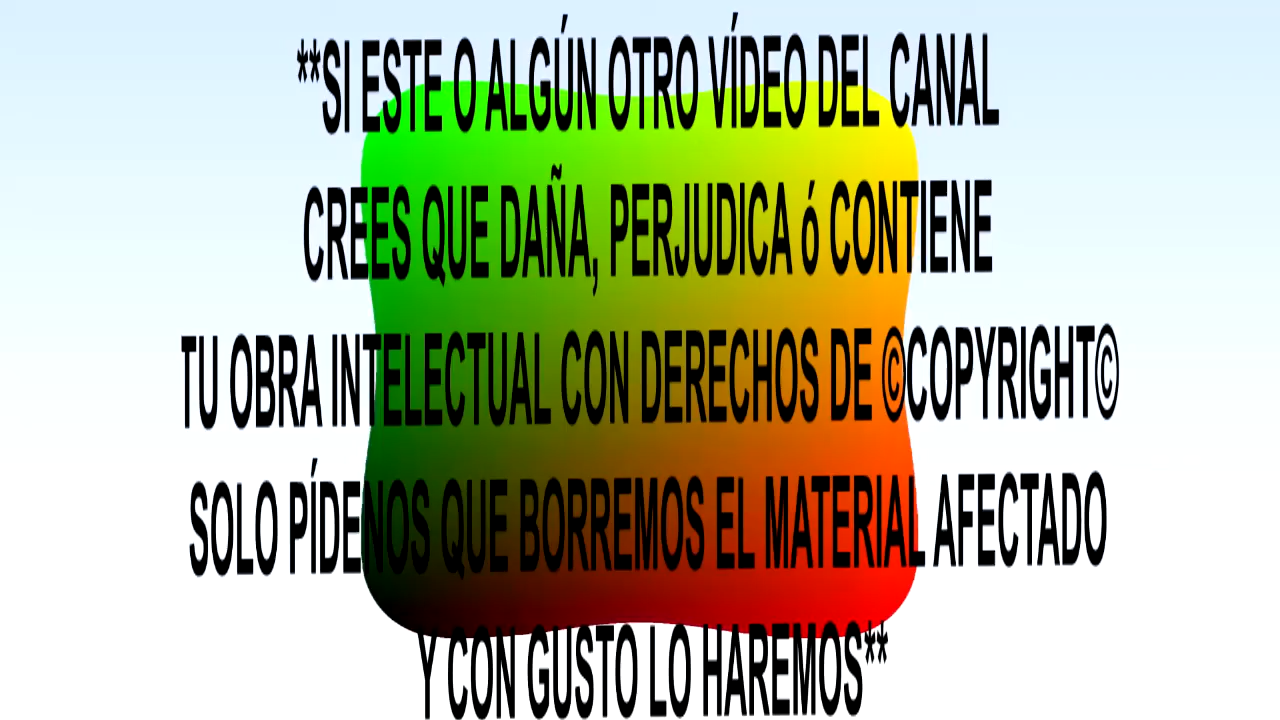 **SI ESTE O ALGÚN OTRO VÍDEO DEL CANAL
CREES QUE DAÑA, PERJUDICA ó CONTIENE
TU OBRA INTELECTUAL CON DERECHOS DE ©COPYRIGHT©
SOLO PÍDENOS QUE BORREMOS EL MATERIAL AFECTADO
Y CON GUSTO LO HAREMOS**